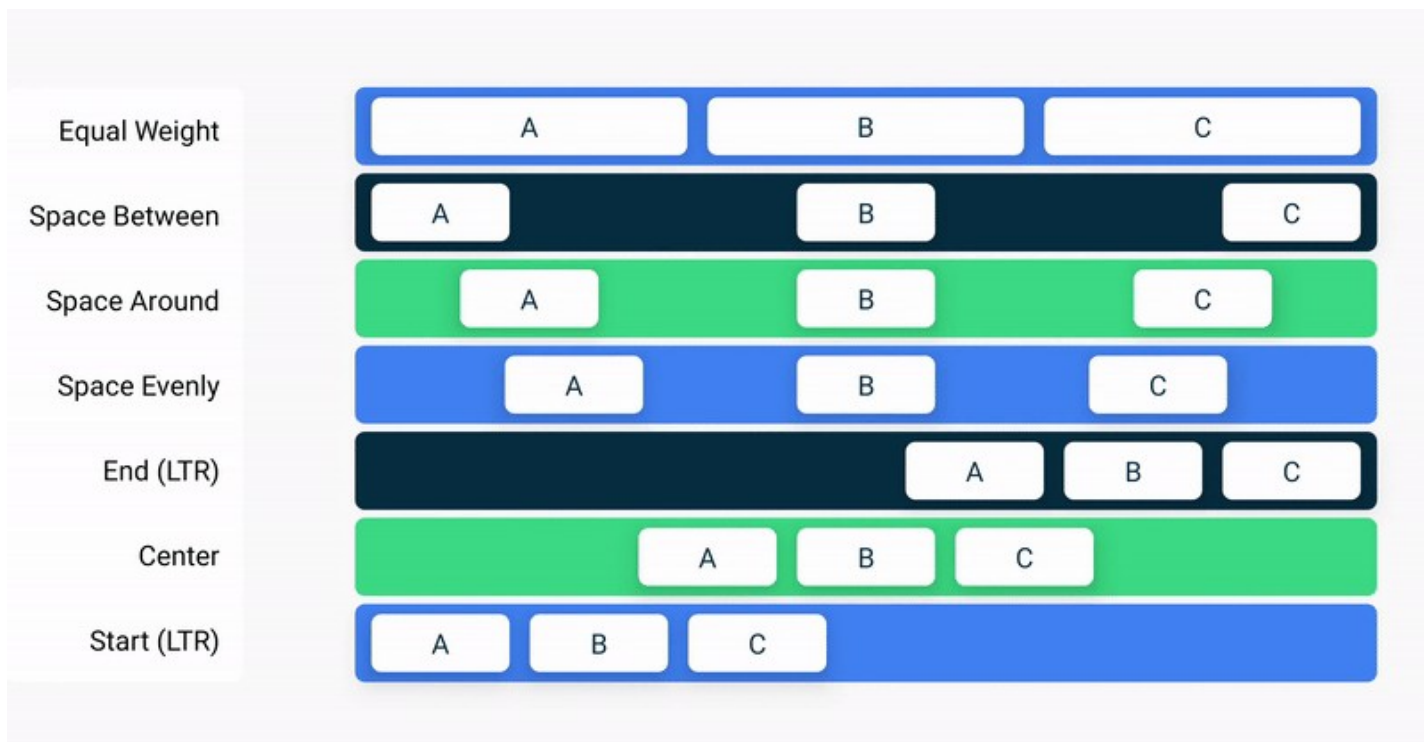 Equal Weight A B C
Space Between A B C
Space Around A B C
Space Evenly A B C
End (LTR) A B C
Center A B C
Start (LTR) A B C